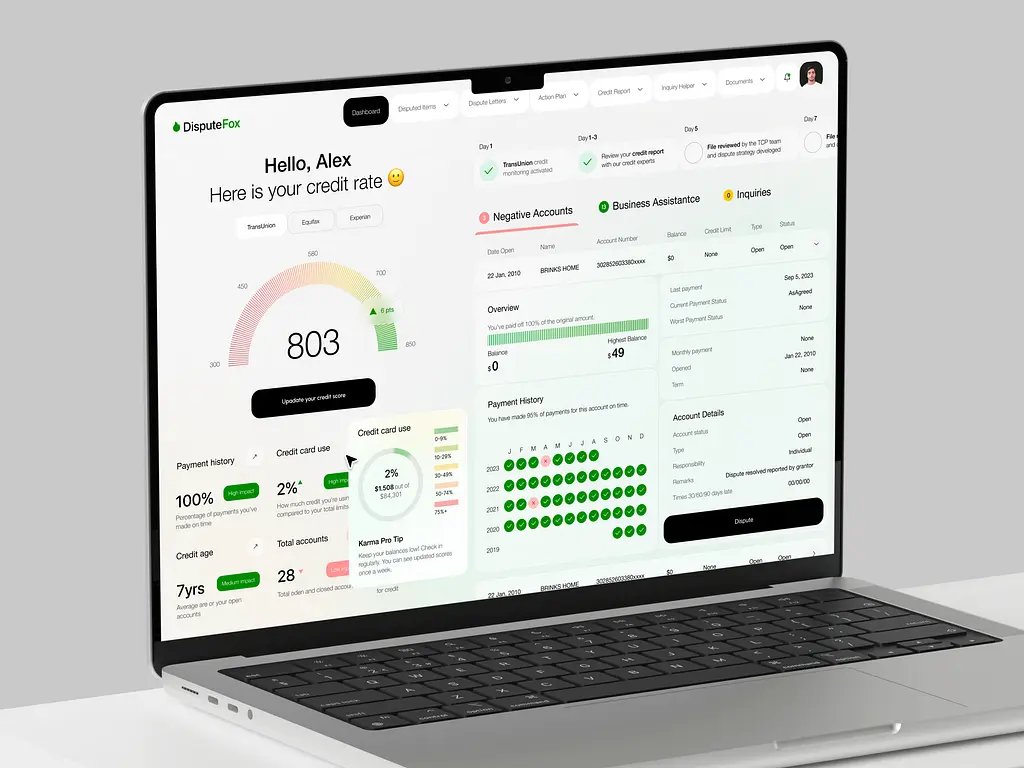 DisputeFox
Dashboard
Disputed Items
Dispute Letters
Action Plan
Credit Report
Inquiry Helper
Documents
Hello, Alex
Here is your credit rate 🙂
TransUnion
Equifax
Experian
300
450
580
700
850
6 pts
803
Upadate your credit score
Payment history
100%
High impact
Percentage of payments you've
made on time
Credit card use
2%
How much credit you're usin
compared to your total limits
Credit age
7yrs
Medium impact
Average are or your open
accounts
Total accounts
28
Total oden and closed accou
for credit
Credit card use
2%
$1,508 out of
$84,301
0-9%
10-29%
30-49%
50-74%
75%+
Karma Pro Tip
Keep your balances low! Check in
regularly. You can see updated scores
once a week.
Day 1
TransUnion credit
monitoring activated
Day 1-3
Review your credit report
with our credit experts
Day 5
File reviewed by the TCP team
and dispute strategy developed
Day 7
File
and
3 Negative Accounts
13 Business Assistantce
0 Inquiries
Date Open
Name
Account Number
Balance
Credit Limit
Type
Status
22 Jan, 2010
BRINKS HOME
302852603380xxxx
$0
None
Open
Open
Overview
You've paid off 100% of the original amount.
Balance
$0
Highest Balance
$49
Payment History
You have made 95% of payments for this account on time.
J F M A M J J A S O N D
2023
2022
2021
2020
2019
Last payment Sep 5, 2023
Current Payment Status AsAgreed
Worst Payment Status None
Monthly payment None
Opened Jan 22, 2010
Term None
Account Details
Account status Open
Type Open
Responsibility Individual
Remarks Dispute resolved reported by grantor
Times 30/60/90 days late 00/00/00
Dispute
22 Jan, 2010
BRINKS HOME
302852603380xxxx
$0
None
Open
Open